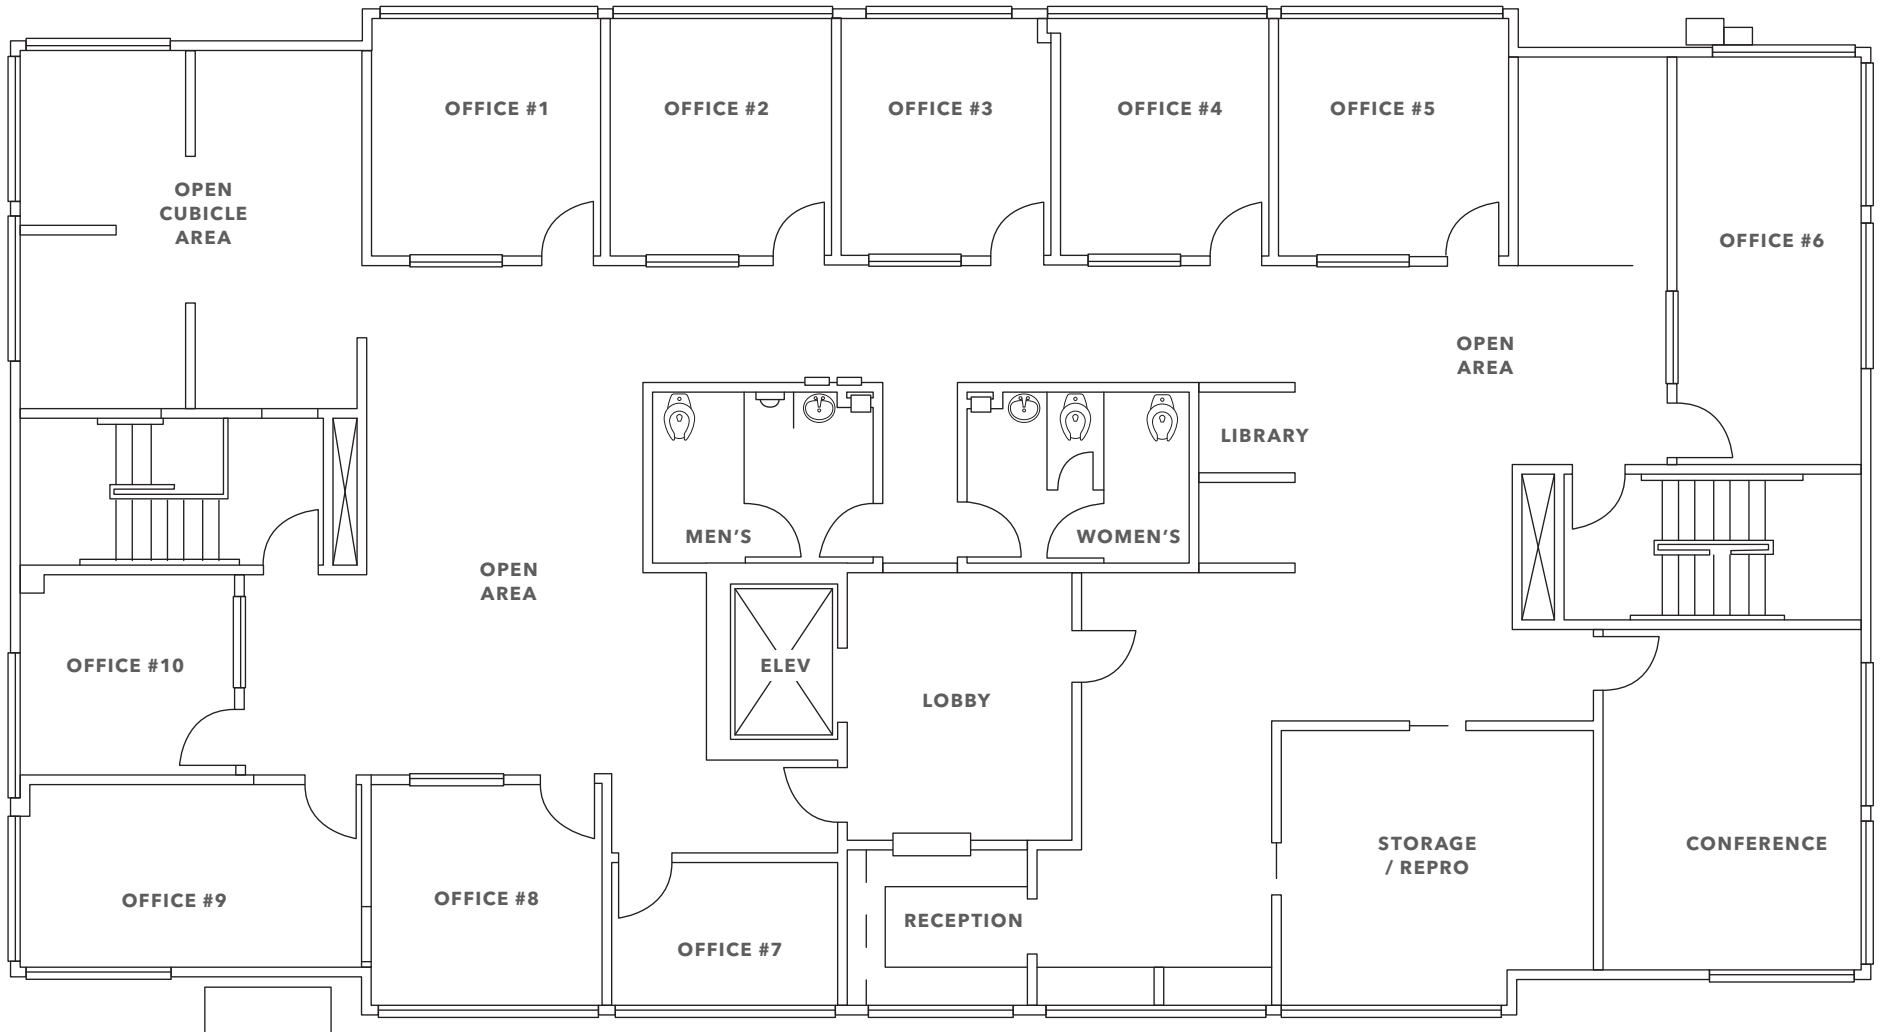 OFFICE #1
OFFICE #2
OFFICE #3
OFFICE #4
OFFICE #5
OPEN
CUBICLE
AREA
OFFICE #6
OPEN
AREA
LIBRARY
MEN'S
WOMEN'S
OPEN
AREA
OFFICE #10
ELEV
LOBBY
STORAGE
/ REPRO
CONFERENCE
OFFICE #9
OFFICE #8
RECEPTION
OFFICE #7